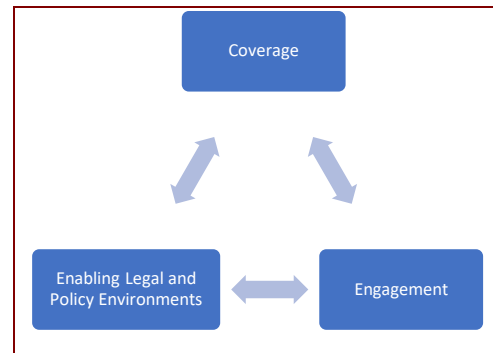 Coverage
Enabling Legal and
Policy Environments
Engagement